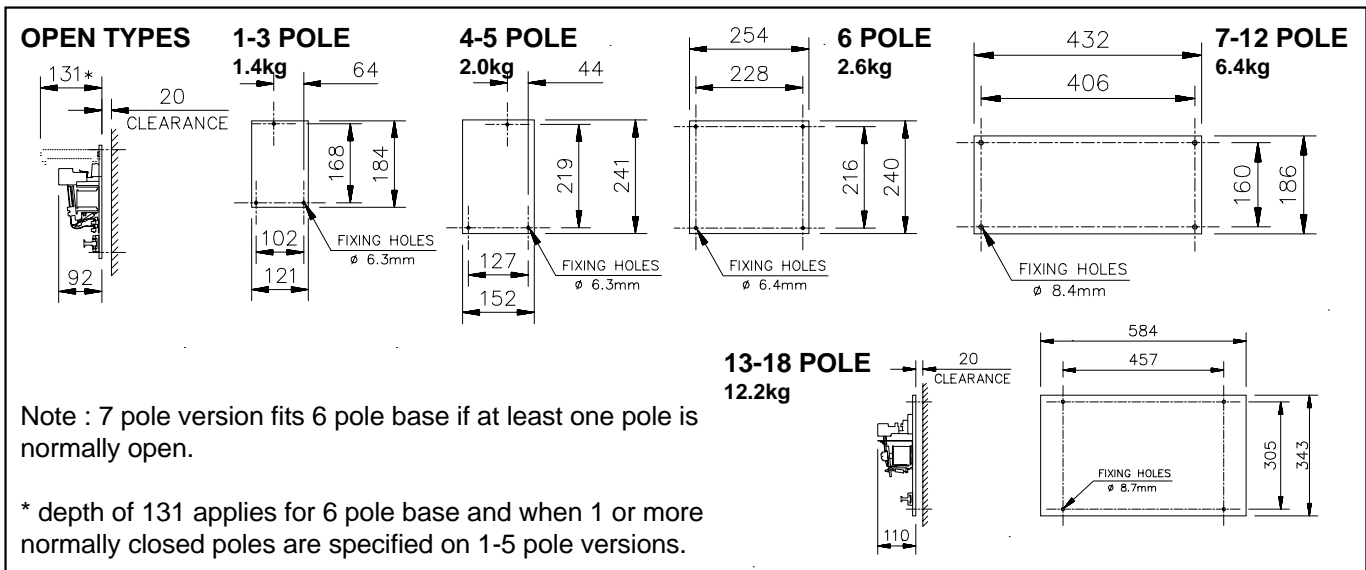 OPEN TYPES
131*
20
CLEARANCE
92
1-3 POLE
1.4kg
64
168
184
102
121
FIXING HOLES
ø 6.3mm
4-5 POLE
2.0kg
44
219
241
127
152
FIXING HOLES
ø 6.3mm
6 POLE
2.6kg
254
228
216
240
FIXING HOLES
ø 6.4mm
7-12 POLE
6.4kg
432
406
160
186
FIXING HOLES
ø 8.4mm
13-18 POLE
12.2kg
20
CLEARANCE
110
584
457
305
343
FIXING HOLES
ø 8.7mm
Note : 7 pole version fits 6 pole base if at least one pole is
normally open.
* depth of 131 applies for 6 pole base and when 1 or more
normally closed poles are specified on 1-5 pole versions.